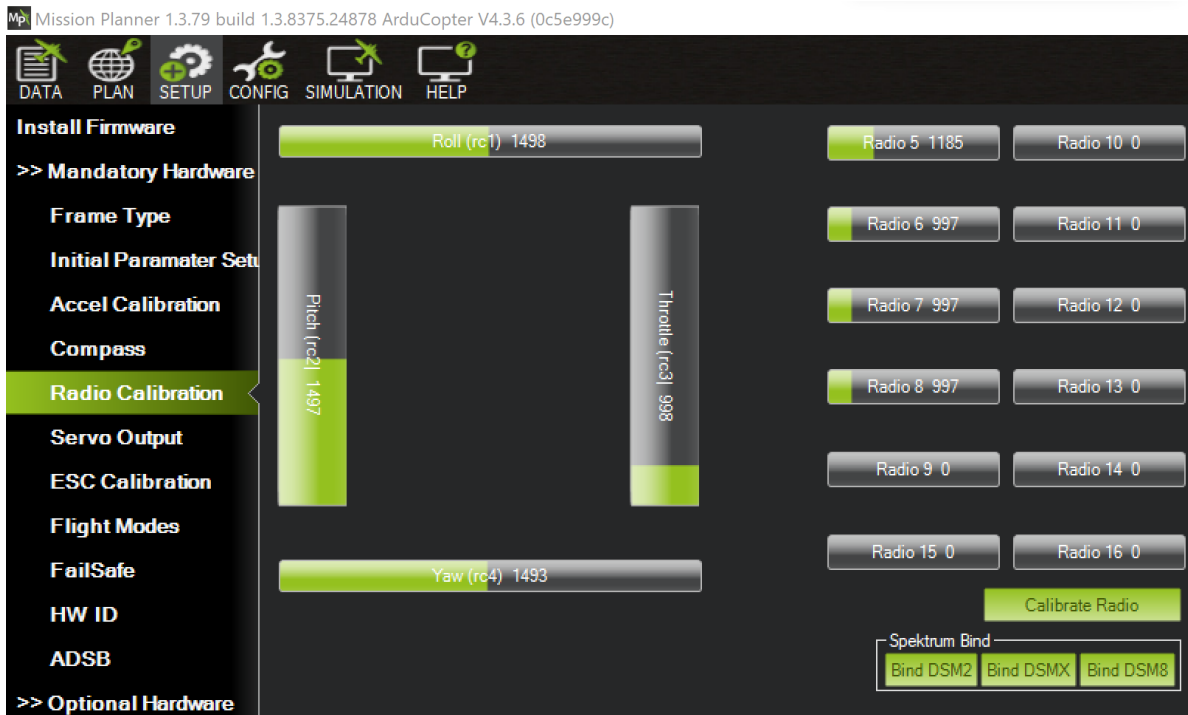 Mission Planner 1.3.79 build 1.3.8375.24878 ArduCopter V4.3.6 (0c5e999c)
DATA PLAN SETUP CONFIG SIMULATION HELP
Install Firmware
>> Mandatory Hardware
Frame Type
Initial Paramater Setu
Accel Calibration
Compass
Radio Calibration
Servo Output
ESC Calibration
Flight Modes
FailSafe
HW ID
ADSB
>> Optional Hardware
Roll (rc1) 1498
Pitch (rc2) 1497
Throttle (rc3) 998
Yaw (rc4) 1493
Radio 5 1185
Radio 10 0
Radio 6 997
Radio 11 0
Radio 7 997
Radio 12 0
Radio 8 997
Radio 13 0
Radio 9 0
Radio 14 0
Radio 15 0
Radio 16 0
Calibrate Radio
Spektrum Bind
Bind DSM2 Bind DSMX Bind DSM8